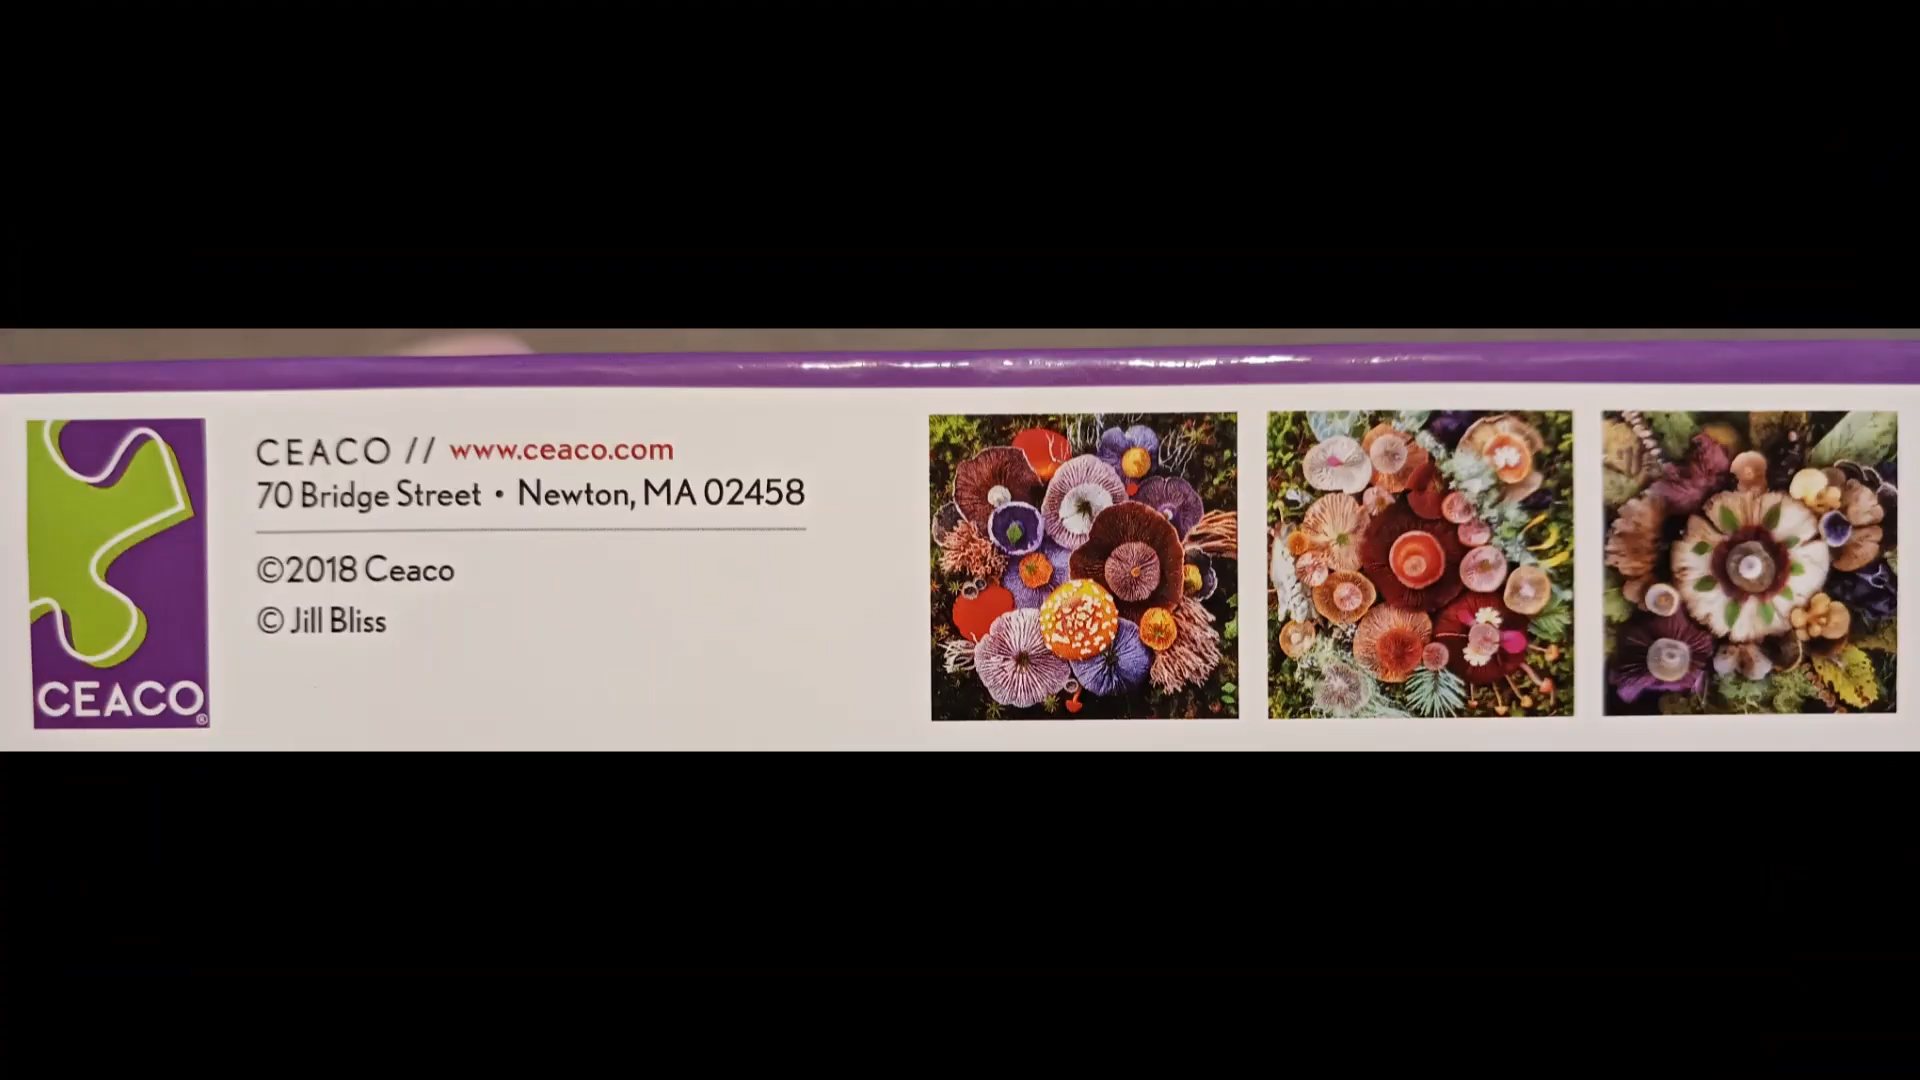 CEACO // www.ceaco.com
70 Bridge Street • Newton, MA 02458
©2018 Ceaco
© Jill Bliss
CEACO®